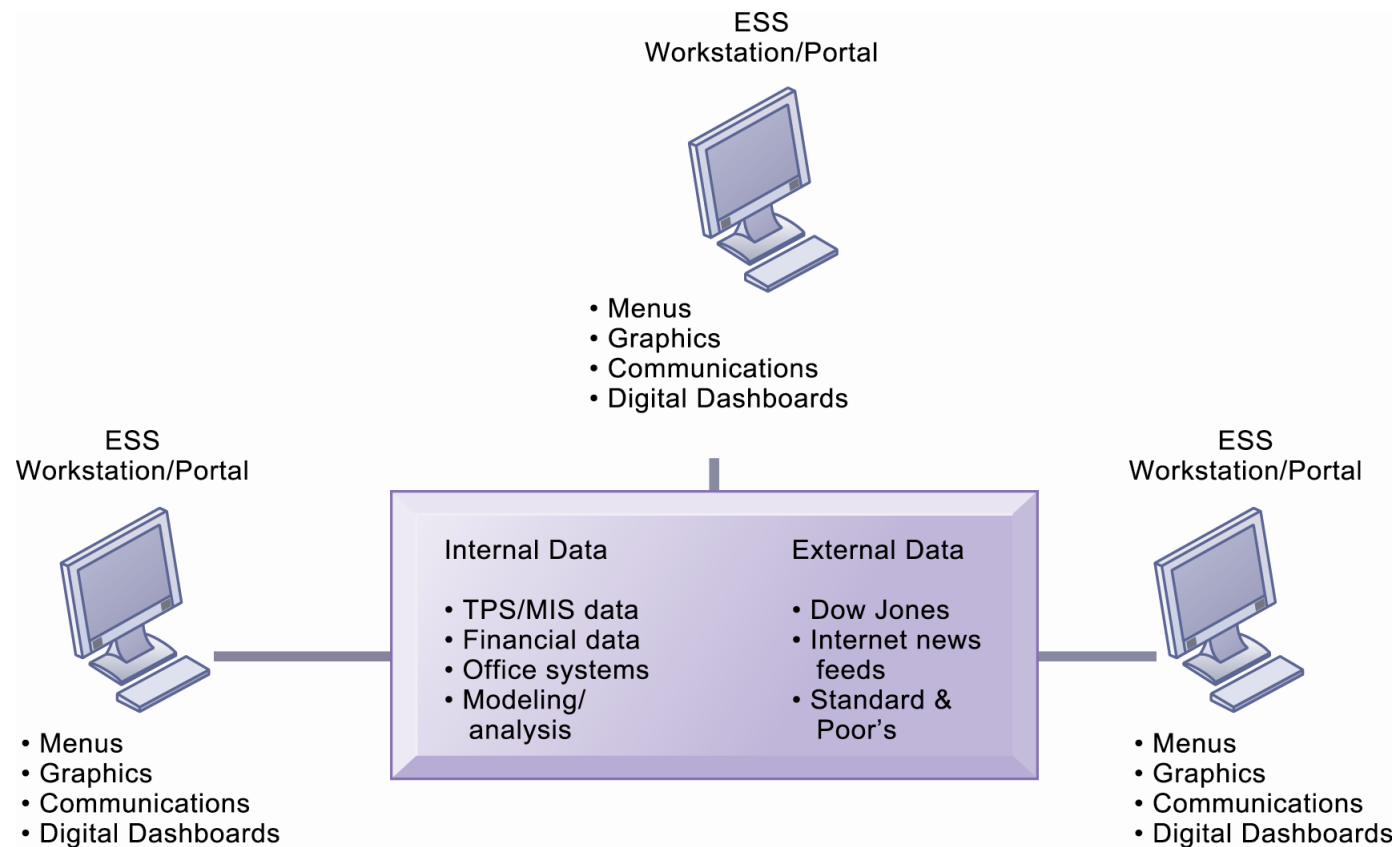 ESS
Workstation/Portal
• Menus
• Graphics
• Communications
• Digital Dashboards
ESS
Workstation/Portal
• Menus
• Graphics
• Communications
• Digital Dashboards
Internal Data
• TPS/MIS data
• Financial data
• Office systems
• Modeling/
analysis
External Data
• Dow Jones
• Internet news
feeds
• Standard &
Poor's
ESS
Workstation/Portal
• Menus
• Graphics
• Communications
• Digital Dashboards